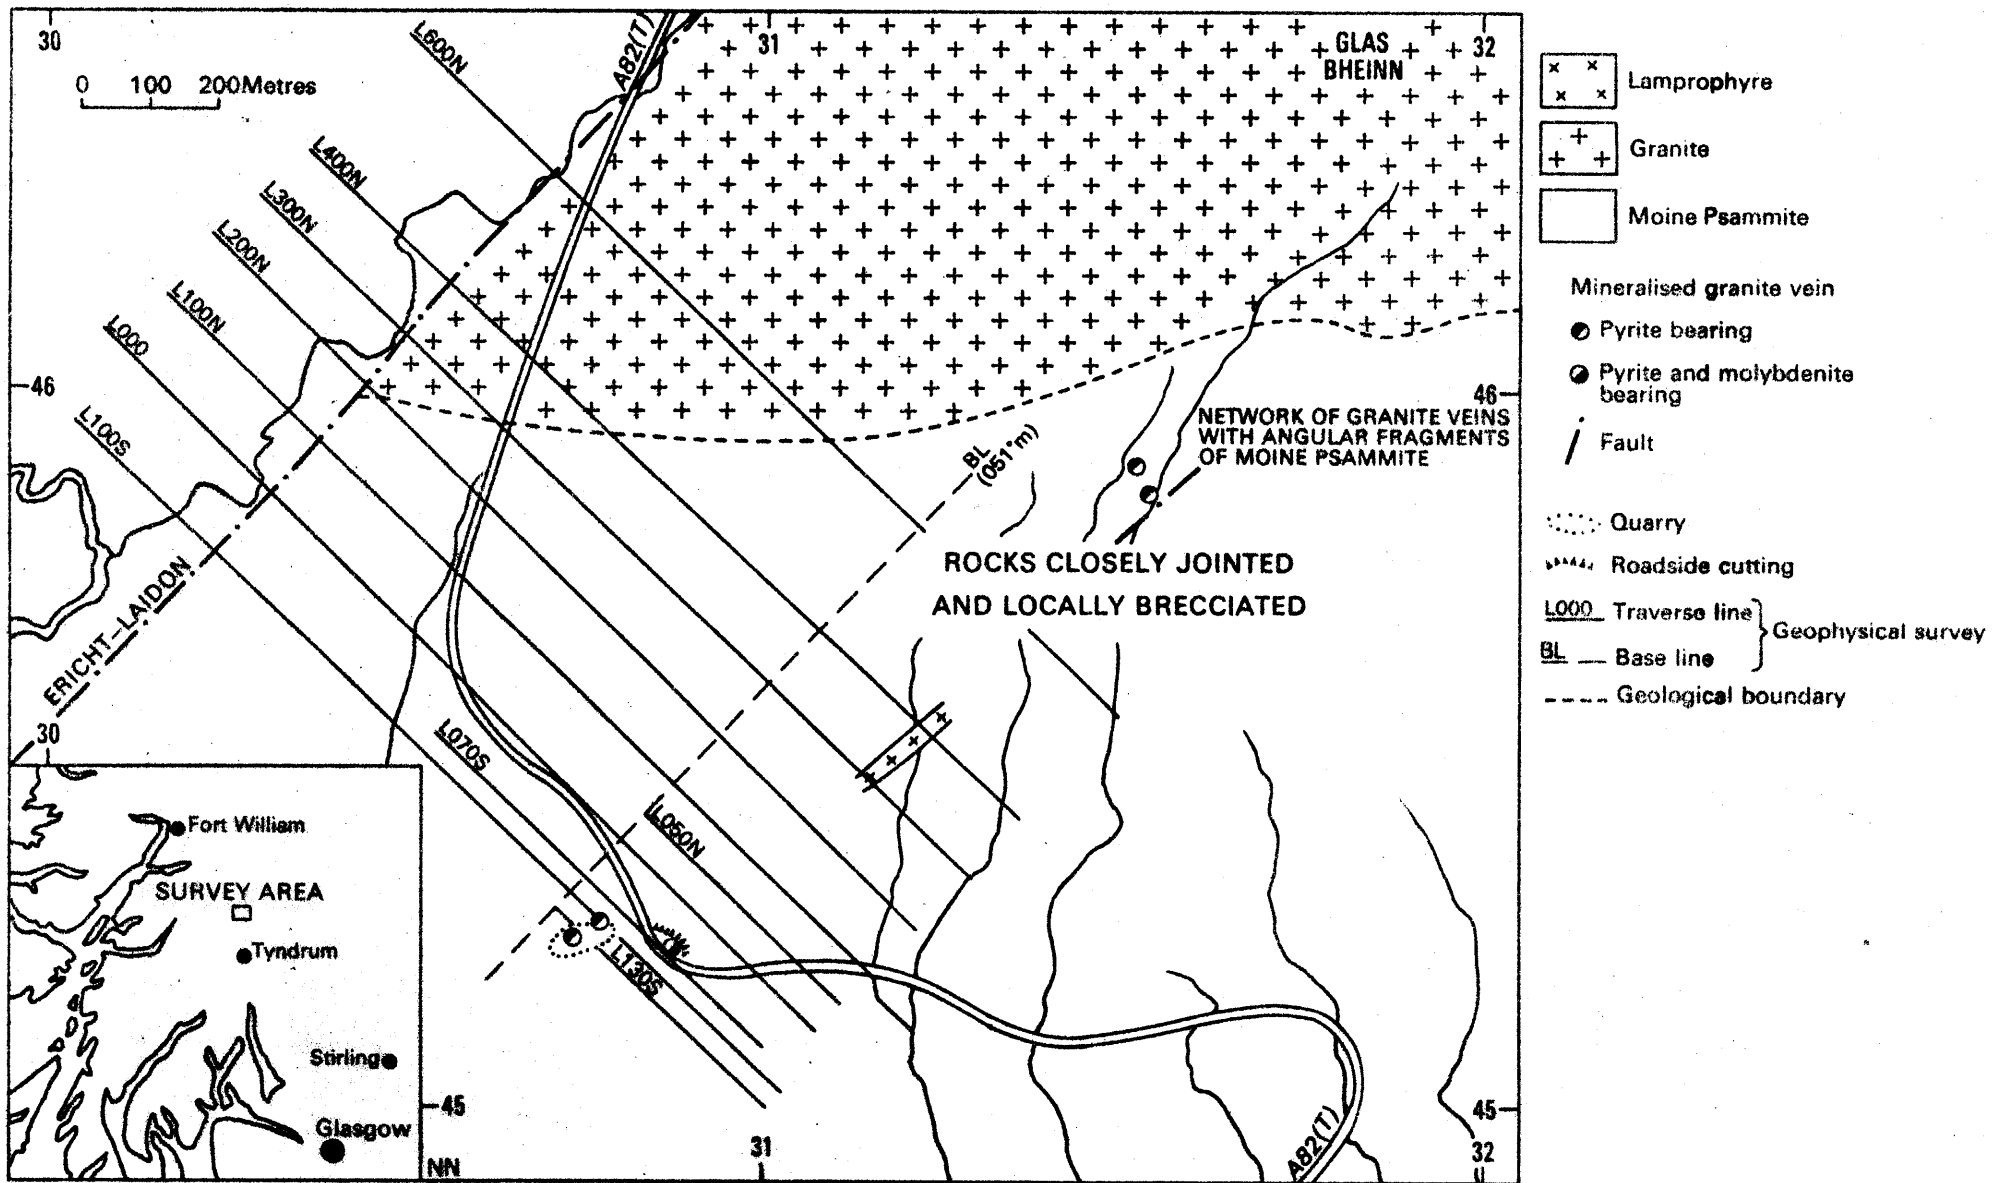 30
31
32
0 100 200Metres
L600N
A82(T)
GLAS
BHEINN
L400N
L300N
L200N
L100N
L000
L100S
46
46
BL
(051°m)
NETWORK OF GRANITE VEINS
WITH ANGULAR FRAGMENTS
OF MOINE PSAMMITE
ROCKS CLOSELY JOINTED
AND LOCALLY BRECCIATED
ERICHT-LAIDON
30
L070S
L050N
L130S
Fort William
SURVEY AREA
Tyndrum
Stirling
Glasgow
NN
45
31
A82(T)
45
32
Lamprophyre
Granite
Moine Psammite
Mineralised granite vein
Pyrite bearing
Pyrite and molybdenite
bearing
Fault
Quarry
Roadside cutting
L000 Traverse line
Geophysical survey
BL Base line
Geological boundary